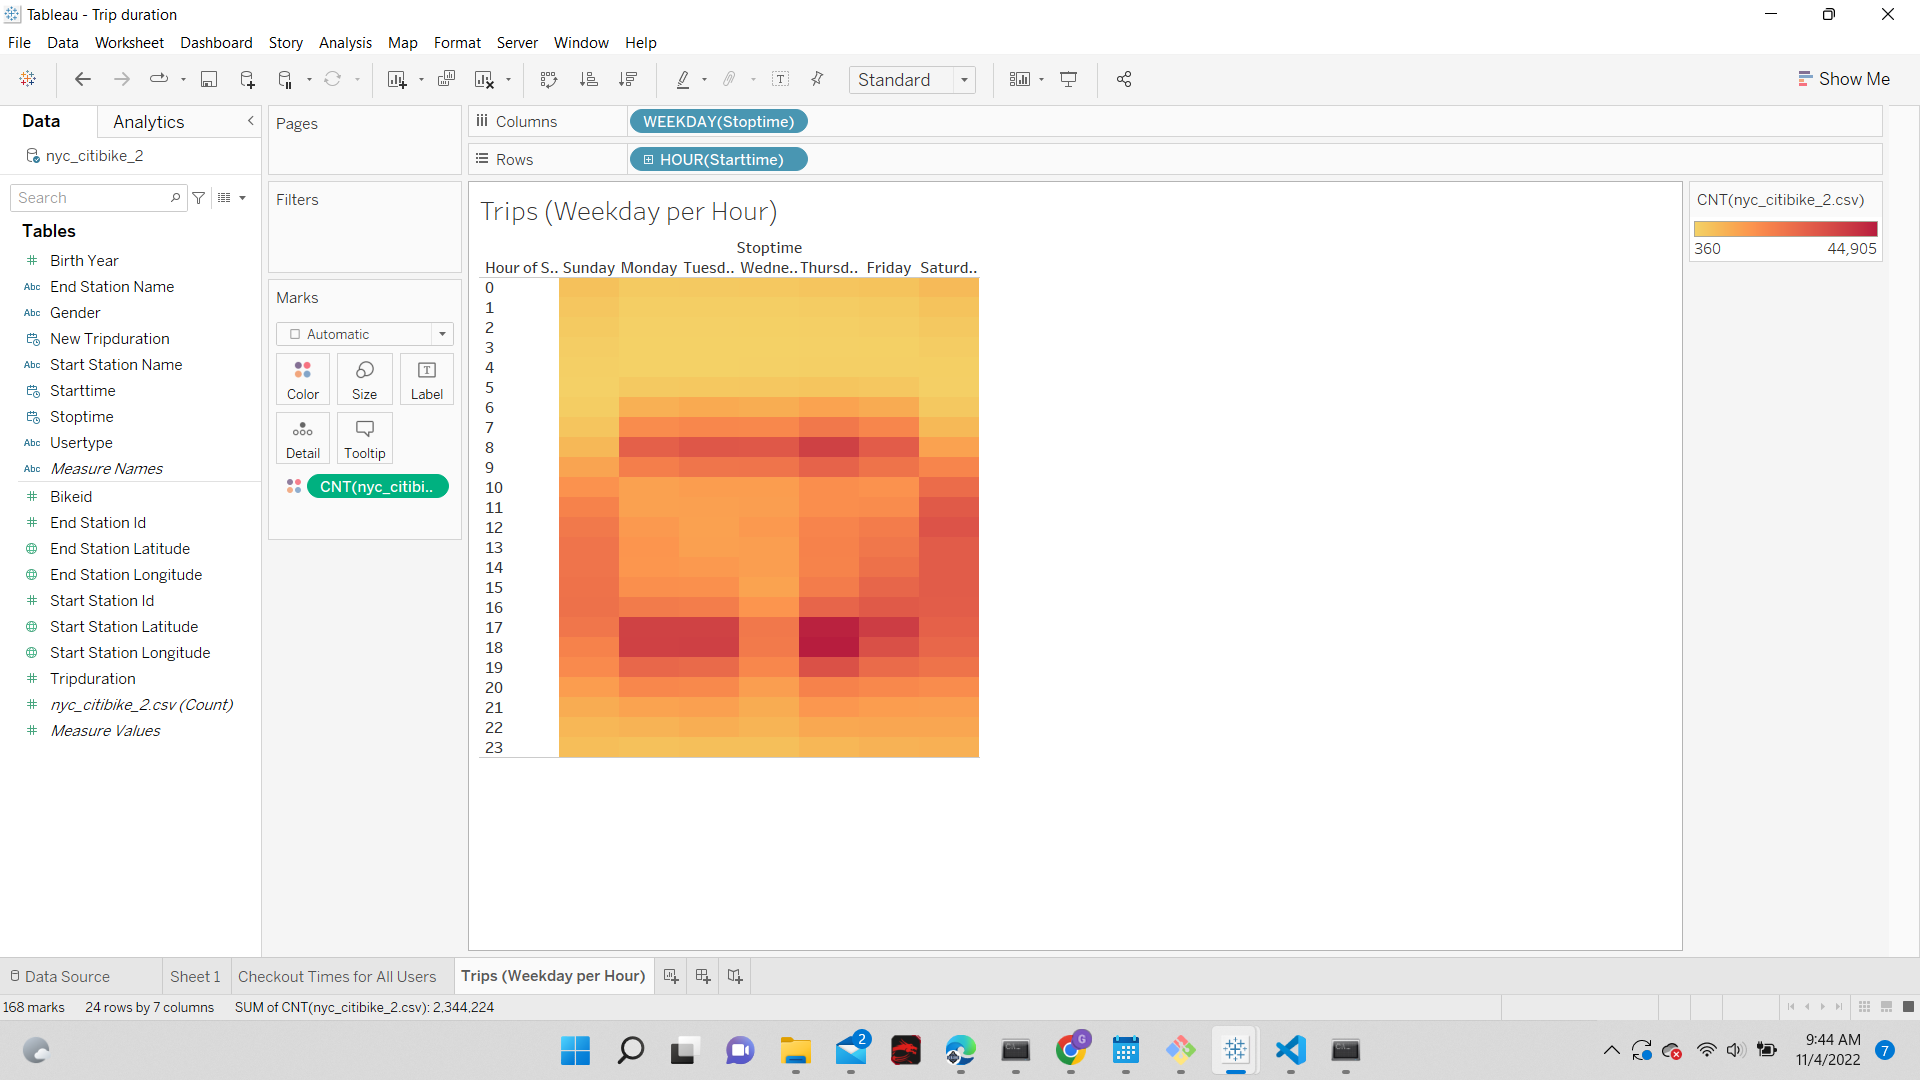 Tableau - Trip duration
File Data Worksheet Dashboard Story Analysis Map Format Server Window Help
Standard
Show Me
Data Analytics
nyc_citibike_2
Search
Tables
# Birth Year
Abc End Station Name
Abc Gender
New Tripduration
Abc Start Station Name
Starttime
Stoptime
Abc Usertype
Abc Measure Names
# Bikeid
# End Station Id
End Station Latitude
End Station Longitude
# Start Station Id
Start Station Latitude
Start Station Longitude
# Tripduration
# nyc_citibike_2.csv (Count)
# Measure Values
Pages
Filters
Marks
Automatic
Color Size Label
Detail Tooltip
CNT(nyc_citibi..
Columns WEEKDAY(Stoptime)
Rows HOUR(Starttime)
Trips (Weekday per Hour)
Stoptime
Hour of S.. Sunday Monday Tuesd.. Wedne.. Thursd.. Friday Saturd..
0
1
2
3
4
5
6
7
8
9
10
11
12
13
14
15
16
17
18
19
20
21
22
23
CNT(nyc_citibike_2.csv)
360 44,905
Data Source Sheet 1 Checkout Times for All Users Trips (Weekday per Hour)
168 marks 24 rows by 7 columns SUM of CNT(nyc_citibike_2.csv): 2,344,224
2
G
9:44 AM
11/4/2022
7